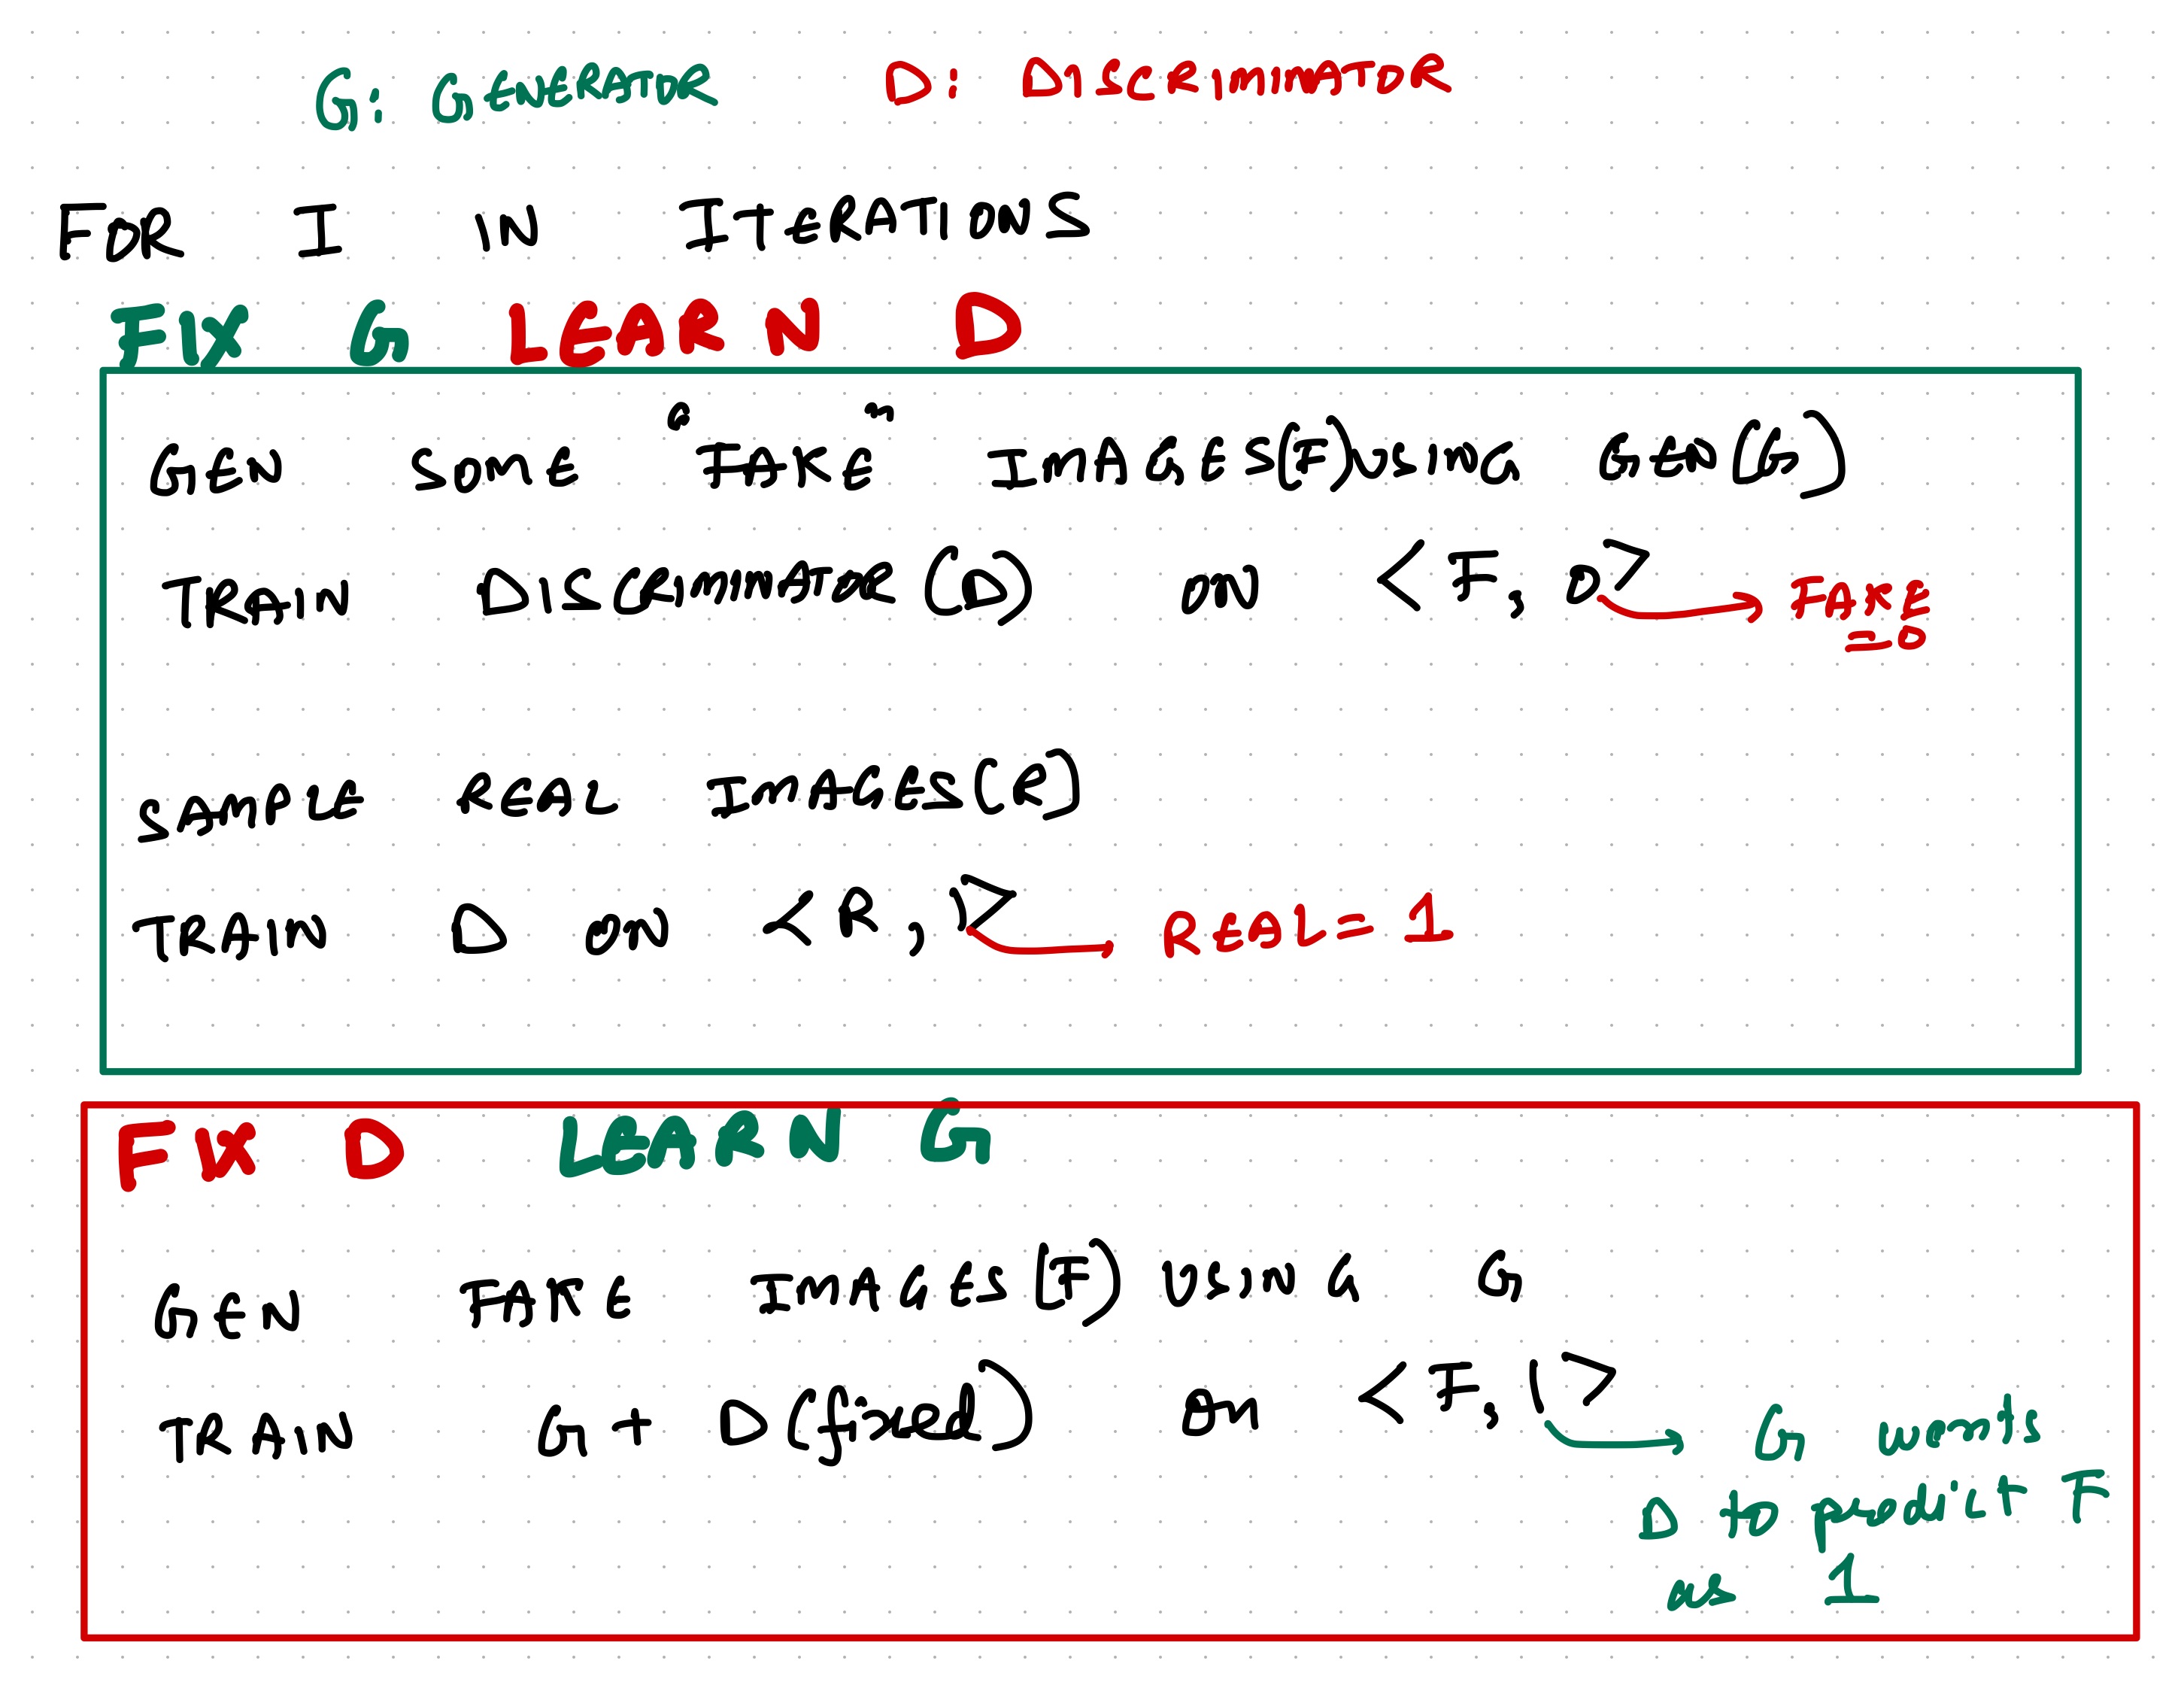 G: GENERATOR D: DISCRIMINATOR
FOR I IN ITERATIONS
FIX G LEARN D
GEN SOME "FAKE" IMAGES(F) USING GEN(G)
TRAIN DISCRIMINATOR (D) ON <F, 0> FAKE
=0
SAMPLE REAL IMAGES(R)
TRAIN D ON <R, 1> REAL = 1
FIX D LEARN G
GEN FAKE IMAGES(F) USING G
TRAIN G + D(fixed) on <F, 1> G wants
D to predict F
as 1